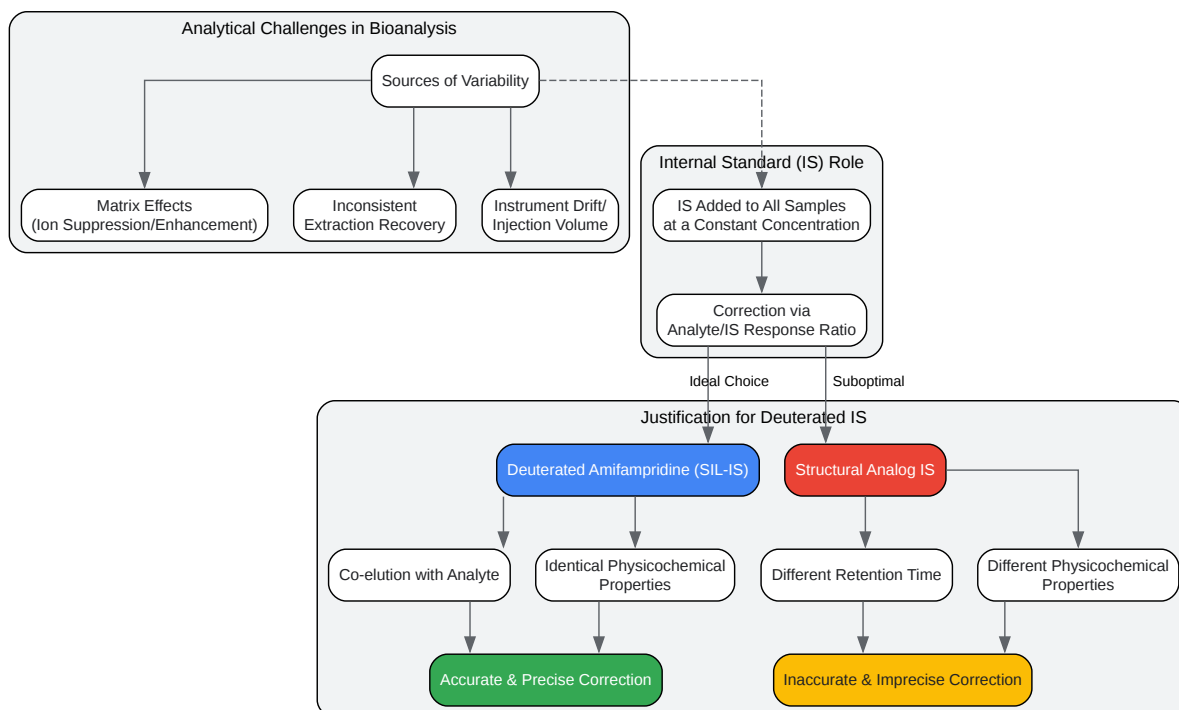 Analytical Challenges in Bioanalysis
Sources of Variability
Matrix Effects
(Ion Suppression/Enhancement)
Inconsistent
Extraction Recovery
Instrument Drift/
Injection Volume
Internal Standard (IS) Role
IS Added to All Samples
at a Constant Concentration
Correction via
Analyte/IS Response Ratio
Ideal Choice
Suboptimal
Justification for Deuterated IS
Deuterated Amifampridine (SIL-IS)
Structural Analog IS
Co-elution with Analyte
Identical Physicochemical
Properties
Different Retention Time
Different Physicochemical
Properties
Accurate & Precise Correction
Inaccurate & Imprecise Correction